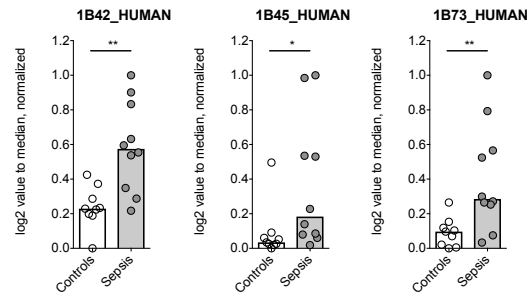 1B42_HUMAN
**
log2 value to median, normalized
1.2
1.0
0.8
0.6
0.4
0.2
0.0
Controls
Sepsis
1B45_HUMAN
*
log2 value to median, normalized
1.2
1.0
0.8
0.6
0.4
0.2
0.0
Controls
Sepsis
1B73_HUMAN
**
log2 value to median, normalized
1.2
1.0
0.8
0.6
0.4
0.2
0.0
Controls
Sepsis